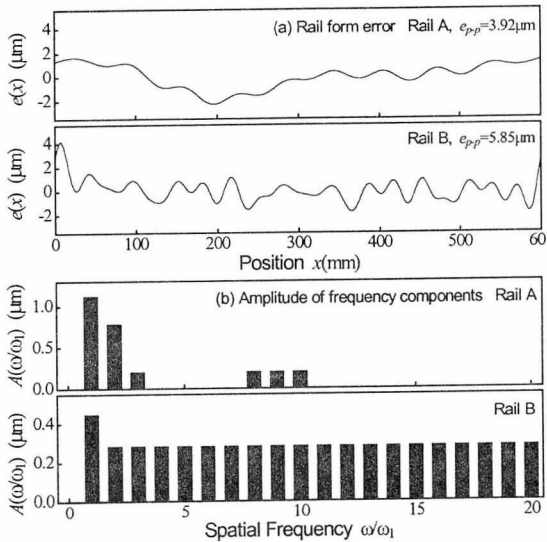 (a) Rail form error Rail A, e_{p-p}=3.92μm
e(x) (μm)
4
2
0
-2
Rail B, e_{p-p}=5.85μm
e(x) (μm)
4
2
0
-2
0 100 200 300 400 500 600
Position x(mm)
(b) Amplitude of frequency components Rail A
A(ω/ω₁) (μm)
1.0
0.5
0.0
Rail B
A(ω/ω₁) (μm)
0.4
0.2
0.0
0 5 10 15 20
Spatial Frequency ω/ω₁